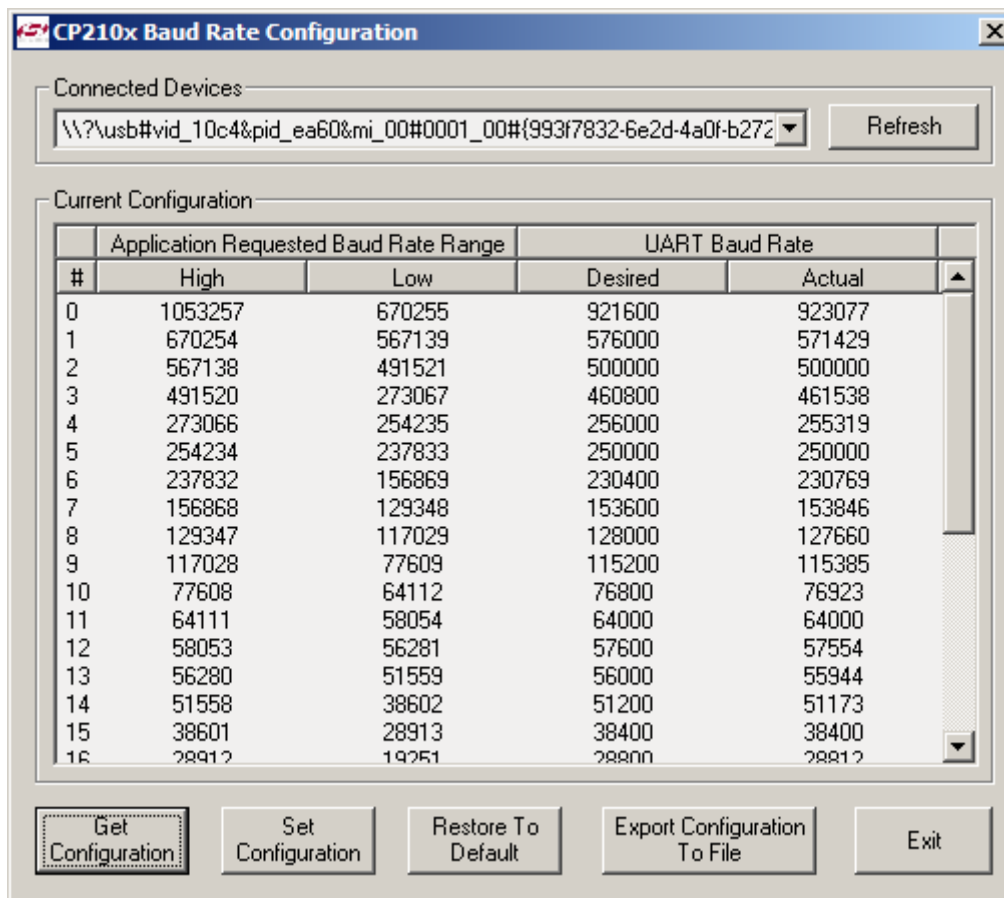 CP210x Baud Rate Configuration
Connected Devices
\\?\usb#vid_10c4&pid_ea60&mi_00#0001_00#{993f7832-6e2d-4a0f-b272
Refresh
Current Configuration
Application Requested Baud Rate Range UART Baud Rate
# High Low Desired Actual
0 1053257 670255 921600 923077
1 670254 567139 576000 571429
2 567138 491521 500000 500000
3 491520 273067 460800 461538
4 273066 254235 256000 255319
5 254234 237833 250000 250000
6 237832 156869 230400 230769
7 156868 129348 153600 153846
8 129347 117029 128000 127660
9 117028 77609 115200 115385
10 77608 64112 76800 76923
11 64111 58054 64000 64000
12 58053 56281 57600 57554
13 56280 51559 56000 55944
14 51558 38602 51200 51173
15 38601 28913 38400 38400
16 28912 19251 28800 28812
Get
Configuration
Set
Configuration
Restore To
Default
Export Configuration
To File
Exit